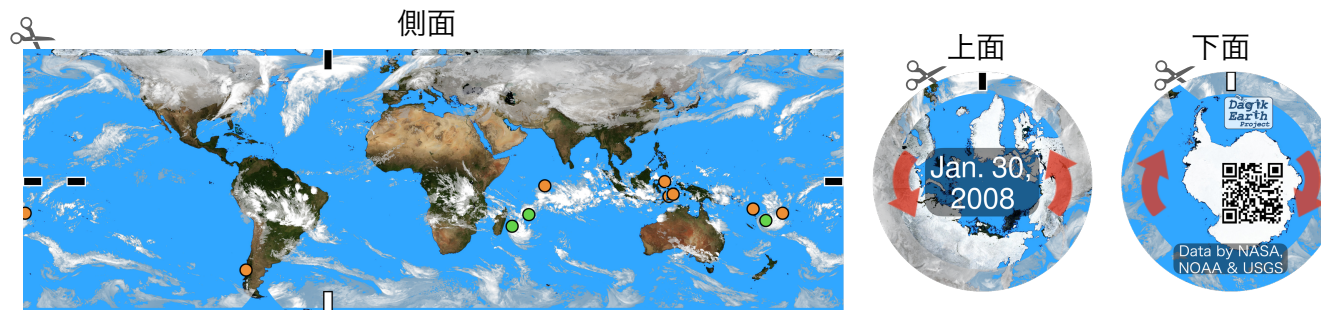 側面
上面
下面
Jan. 30,
2008
Dagik
Earth
Project
Data by NASA,
NOAA & USGS